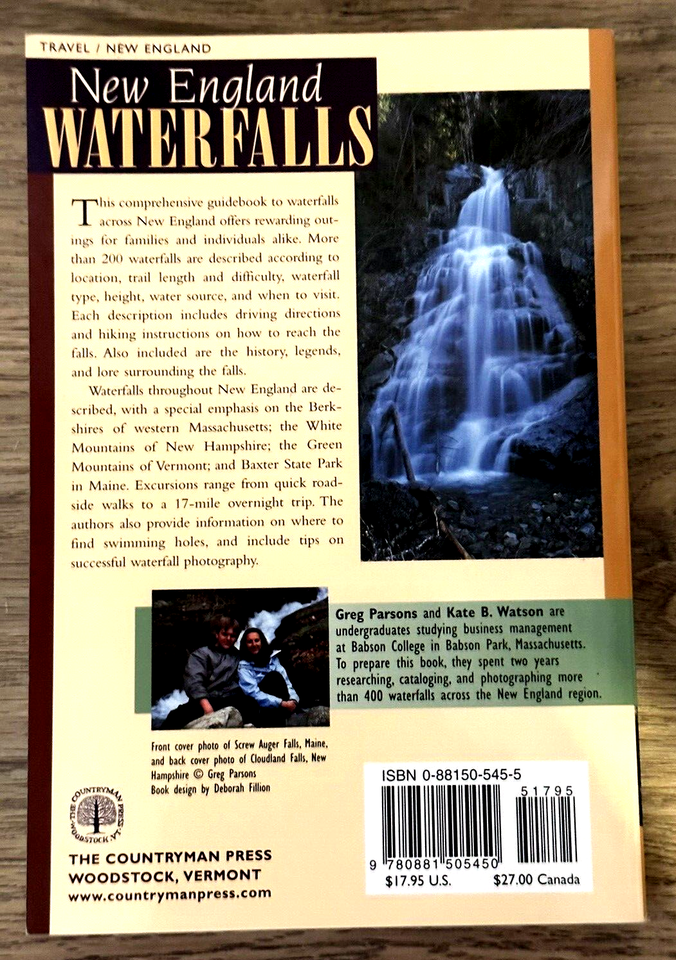 TRAVEL / NEW ENGLAND
New England
WATERFALLS
This comprehensive guidebook to waterfalls
across New England offers rewarding out-
ings for families and individuals alike. More
than 200 waterfalls are described according to
location, trail length and difficulty, waterfall
type, height, water source, and when to visit.
Each description includes driving directions
and hiking instructions on how to reach the
falls. Also included are the history, legends,
and lore surrounding the falls.
Waterfalls throughout New England are de-
scribed, with a special emphasis on the Berk-
shires of western Massachusetts; the White
Mountains of New Hampshire; the Green
Mountains of Vermont; and Baxter State Park
in Maine. Excursions range from quick road-
side walks to a 17-mile overnight trip. The
authors also provide information on where to
find swimming holes, and include tips on
successful waterfall photography.
Greg Parsons and Kate B. Watson are
undergraduates studying business management
at Babson College in Babson Park, Massachusetts.
To prepare this book, they spent two years
researching, cataloging, and photographing more
than 400 waterfalls across the New England region.
Front cover photo of Screw Auger Falls, Maine,
and back cover photo of Cloudland Falls, New
Hampshire © Greg Parsons
Book design by Deborah Fillion
THE COUNTRYMAN PRESS
WOODSTOCK, VT.
THE COUNTRYMAN PRESS
WOODSTOCK, VERMONT
www.countrymanpress.com
ISBN 0-88150-545-5
51795
9 780881 505450
$17.95 U.S. $27.00 Canada